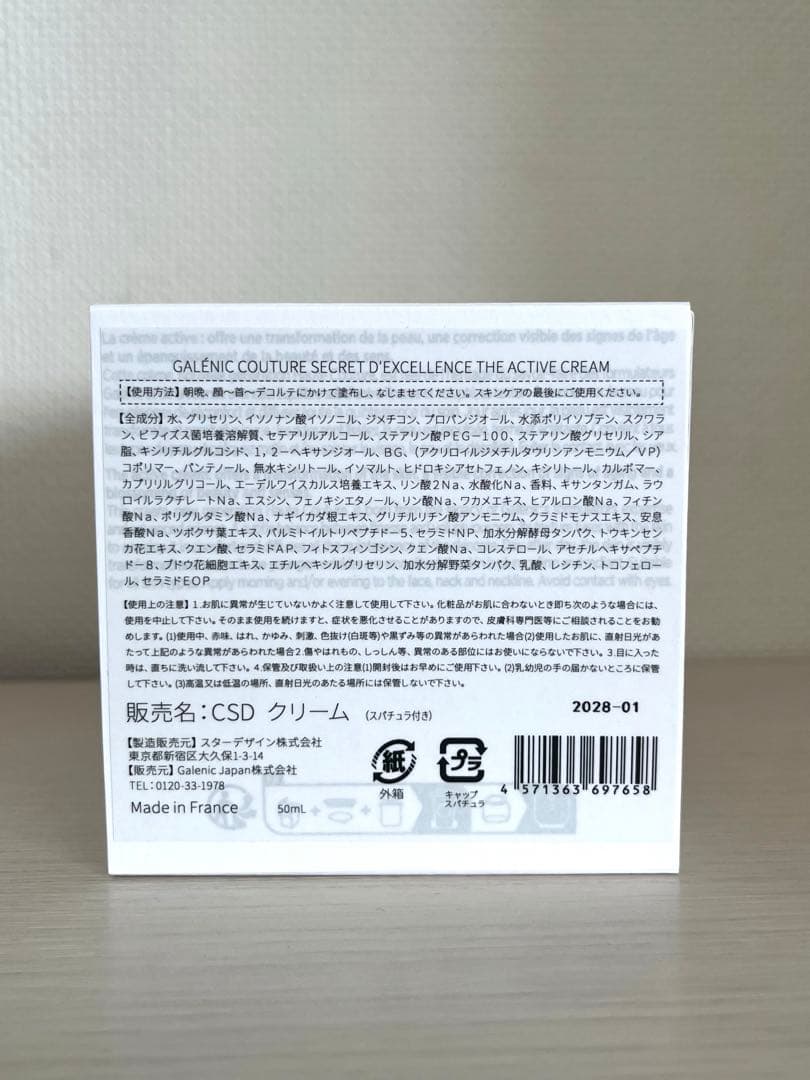 La crème active : offre une transformation de la peau, une correction visible des signes de l'âge
et un épanouissement de la beauté et des sens.
GALÉNIC COUTURE SECRET D'EXCELLENCE THE ACTIVE CREAM
【使用方法】朝晩、顔～首～デコルテにかけて塗布し、なじませてください。スキンケアの最後にご使用ください。
【全成分】水、グリセリン、イソノナン酸イソノニル、ジメチコン、プロパンジオール、水添ポリイソブテン、スクワラ
ン、ビフィズス菌培養溶解質、セテアリルアルコール、ステアリン酸PEG-100、ステアリン酸グリセリル、シア
脂、キシリチルグルコシド、1，2-ヘキサンジオール、BG、（アクリロイルジメチルタウリンアンモニウム／VP）
コポリマー、パンテノール、無水キシリトール、イソマルト、ヒドロキシアセトフェノン、キシリトール、カルボマー、
カプリリルグリコール、エーデルワイスカルス培養エキス、リン酸2Na、水酸化Na、香料、キサンタンガム、ラウ
ロイルラクチレートNa、エスシン、フェノキシエタノール、リン酸Na、ワカメエキス、ヒアルロン酸Na、フィチン
酸Na、ポリグルタミン酸Na、ナギイカダ根エキス、グリチルリチン酸アンモニウム、クラミドモナスエキス、安息
香酸Na、ツボクサ葉エキス、パルミトイルトリペプチド-5、セラミドNP、加水分解酵母タンパク、トウキンセン
カ花エキス、クエン酸、セラミドAP、フィトスフィンゴシン、クエン酸Na、コレステロール、アセチルヘキサペプチ
ド-8、ブドウ花細胞エキス、エチルヘキシルグリセリン、加水分解野菜タンパク、乳酸、レシチン、トコフェロー
ル、セラミドEOP
apply morning and/or evening to the face, neck and neckline. Avoid contact with eyes.
【使用上の注意】1.お肌に異常が生じていないかよく注意して使用して下さい。化粧品がお肌に合わないとき即ち次のような場合には、
使用を中止して下さい。そのまま使用を続けますと、症状を悪化させることがありますので、皮膚科専門医等にご相談されることをお勧
めします。(1)使用中、赤味、はれ、かゆみ、刺激、色抜け(白斑等)や黒ずみ等の異常があらわれた場合(2)使用したお肌に、直射日光があ
たって上記のような異常があらわれた場合2.傷やはれもの、しっしん等、異常のある部位にはお使いにならないで下さい。3.目に入った
時は、直ちに洗い流して下さい。4.保管及び取扱い上の注意(1)開封後はお早めにご使用下さい。(2)乳幼児の手の届かないところに保管
して下さい。(3)高温又は低温の場所、直射日光のあたる場所には保管しないで下さい。
販売名：CSD クリーム （スパチュラ付き）
2028-01
【製造販売元】スターデザイン株式会社
東京都新宿区大久保1-3-14
【販売元】Galenic Japan株式会社
TEL：0120-33-1978
Made in France 50mL
紙
外箱
プラ
キャップ
スパチュラ
4 571363 697658